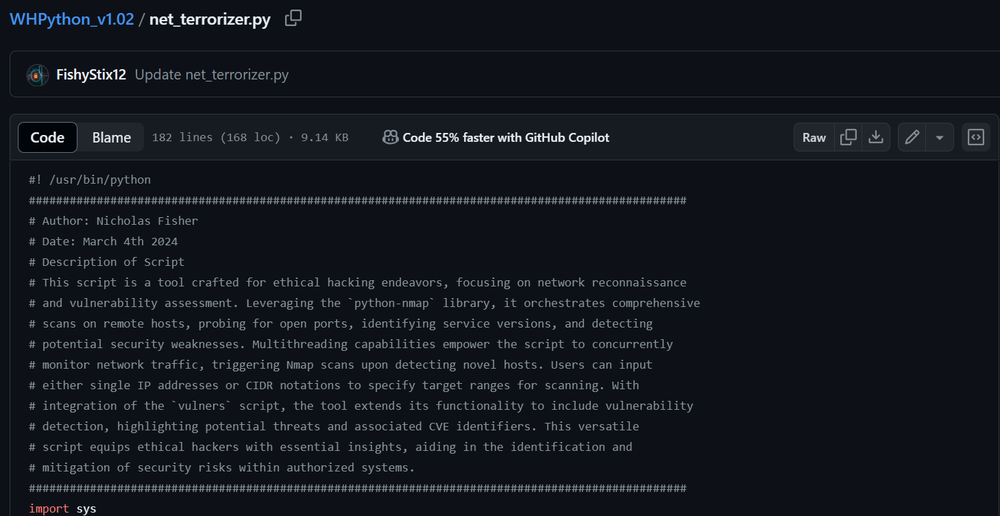 WHPython_v1.02 / net_terrorizer.py
FishyStix12 Update net_terrorizer.py
Code Blame 182 lines (168 loc) · 9.14 KB Code 55% faster with GitHub Copilot Raw
#! /usr/bin/python
#################################################################################################
# Author: Nicholas Fisher
# Date: March 4th 2024
# Description of Script
# This script is a tool crafted for ethical hacking endeavors, focusing on network reconnaissance
# and vulnerability assessment. Leveraging the `python-nmap` library, it orchestrates comprehensive
# scans on remote hosts, probing for open ports, identifying service versions, and detecting
# potential security weaknesses. Multithreading capabilities empower the script to concurrently
# monitor network traffic, triggering Nmap scans upon detecting novel hosts. Users can input
# either single IP addresses or CIDR notations to specify target ranges for scanning. With
# integration of the `vulners` script, the tool extends its functionality to include vulnerability
# detection, highlighting potential threats and associated CVE identifiers. This versatile
# script equips ethical hackers with essential insights, aiding in the identification and
# mitigation of security risks within authorized systems.
#################################################################################################
import sys